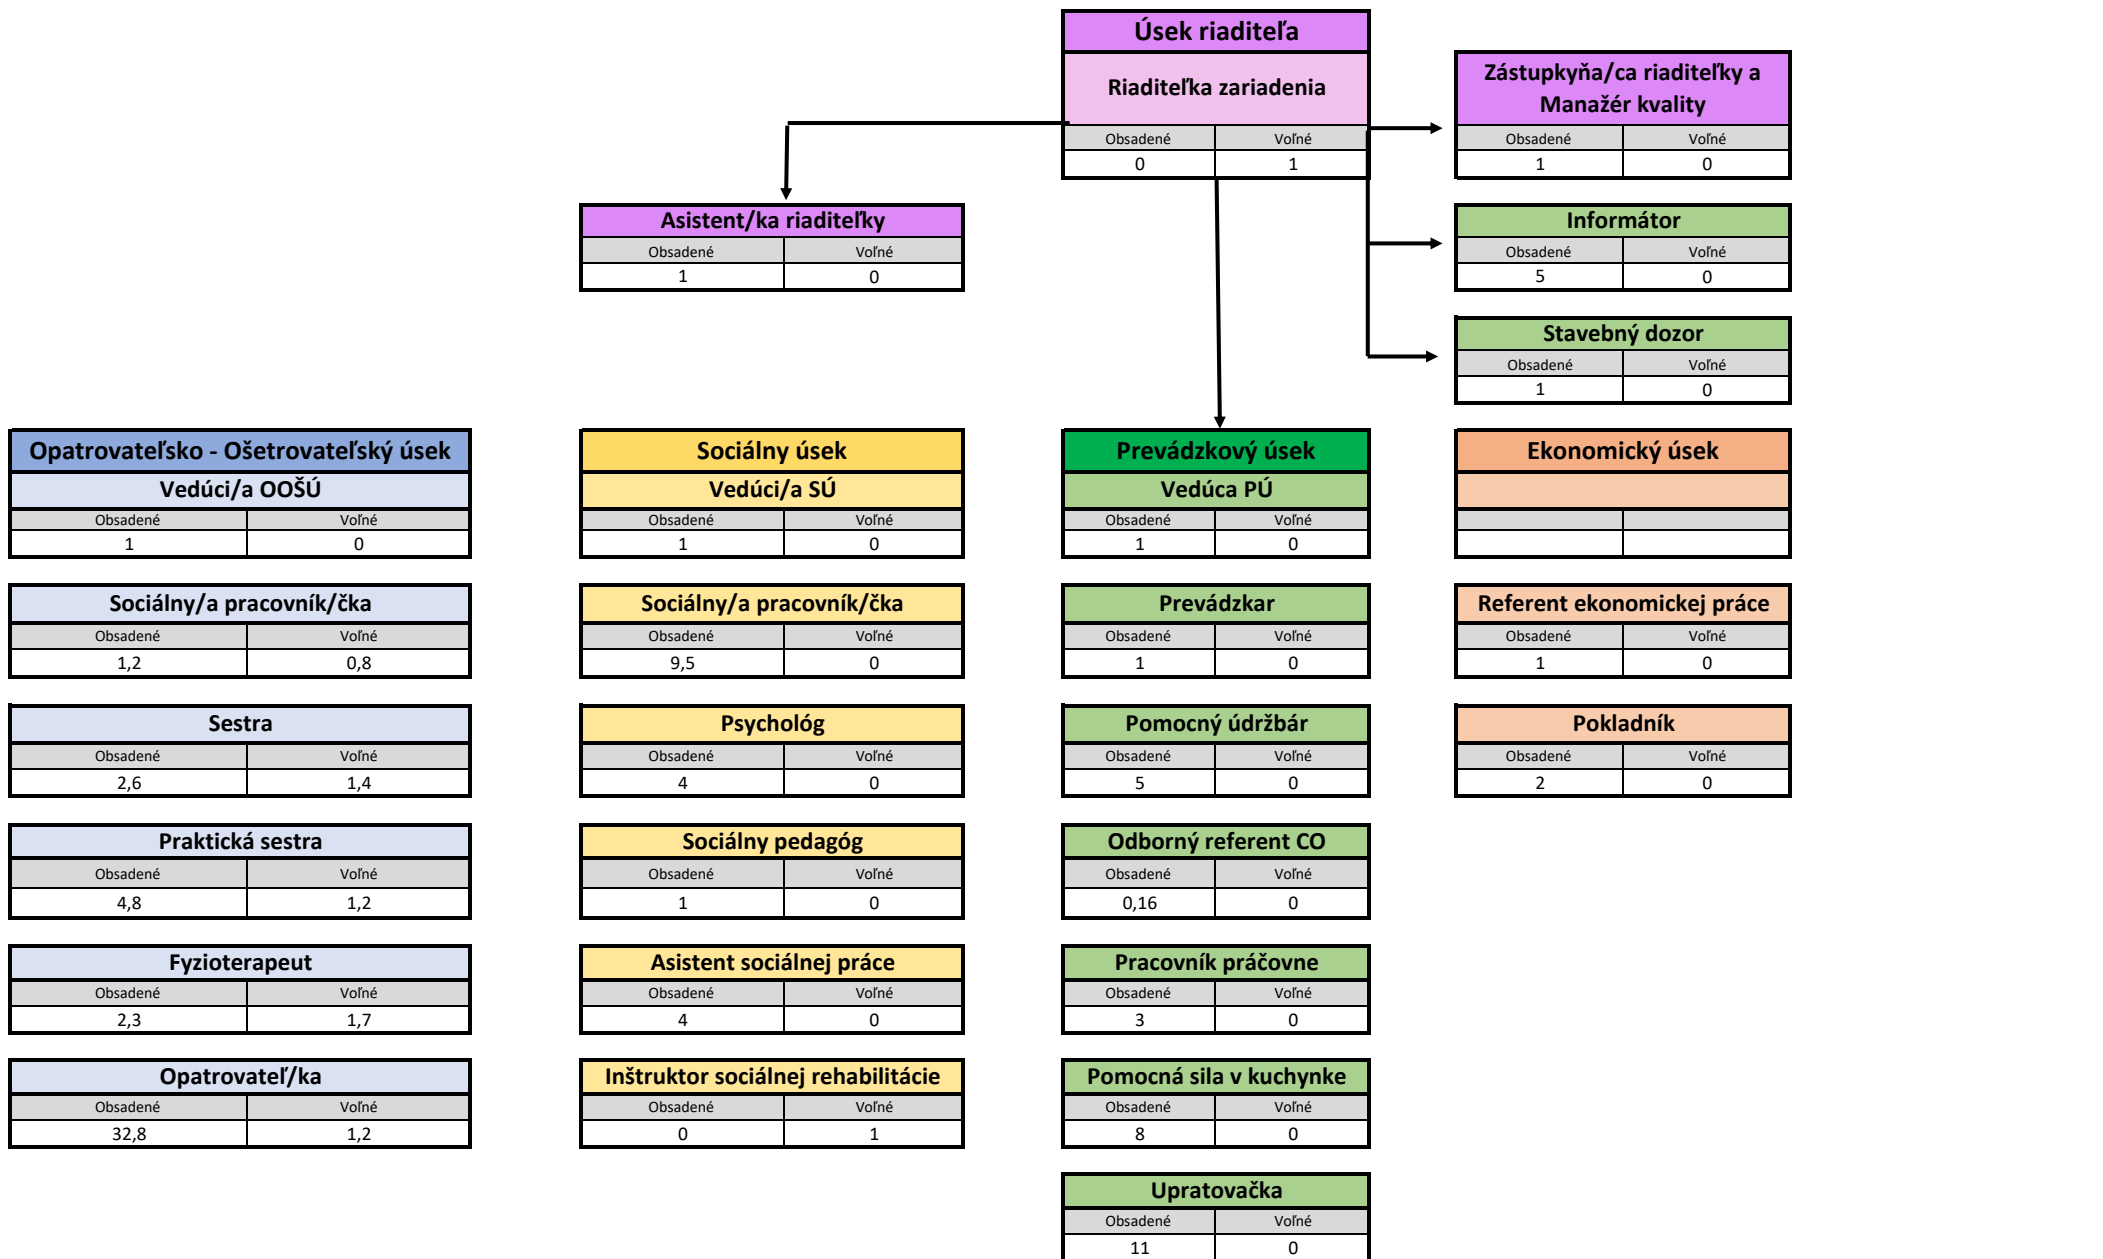 Úsek riaditeľa
Riaditeľka zariadenia
Obsadené Voľné
0 1
Zástupkyňa/ca riaditeľky a
Manažér kvality
Obsadené Voľné
1 0
Asistent/ka riaditeľky
Obsadené Voľné
1 0
Informátor
Obsadené Voľné
5 0
Stavebný dozor
Obsadené Voľné
1 0
Opatrovateľsko - Ošetrovateľský úsek
Vedúci/a OOŠÚ
Obsadené Voľné
1 0
Sociálny/a pracovník/čka
Obsadené Voľné
1,2 0,8
Sestra
Obsadené Voľné
2,6 1,4
Praktická sestra
Obsadené Voľné
4,8 1,2
Fyzioterapeut
Obsadené Voľné
2,3 1,7
Opatrovateľ/ka
Obsadené Voľné
32,8 1,2
Sociálny úsek
Vedúci/a SÚ
Obsadené Voľné
1 0
Sociálny/a pracovník/čka
Obsadené Voľné
9,5 0
Psychológ
Obsadené Voľné
4 0
Sociálny pedagóg
Obsadené Voľné
1 0
Asistent sociálnej práce
Obsadené Voľné
4 0
Inštruktor sociálnej rehabilitácie
Obsadené Voľné
0 1
Prevádzkový úsek
Vedúca PÚ
Obsadené Voľné
1 0
Prevádzkar
Obsadené Voľné
1 0
Pomocný údržbár
Obsadené Voľné
5 0
Odborný referent CO
Obsadené Voľné
0,16 0
Pracovník práčovne
Obsadené Voľné
3 0
Pomocná sila v kuchynke
Obsadené Voľné
8 0
Upratovačka
Obsadené Voľné
11 0
Ekonomický úsek
Referent ekonomickej práce
Obsadené Voľné
1 0
Pokladník
Obsadené Voľné
2 0